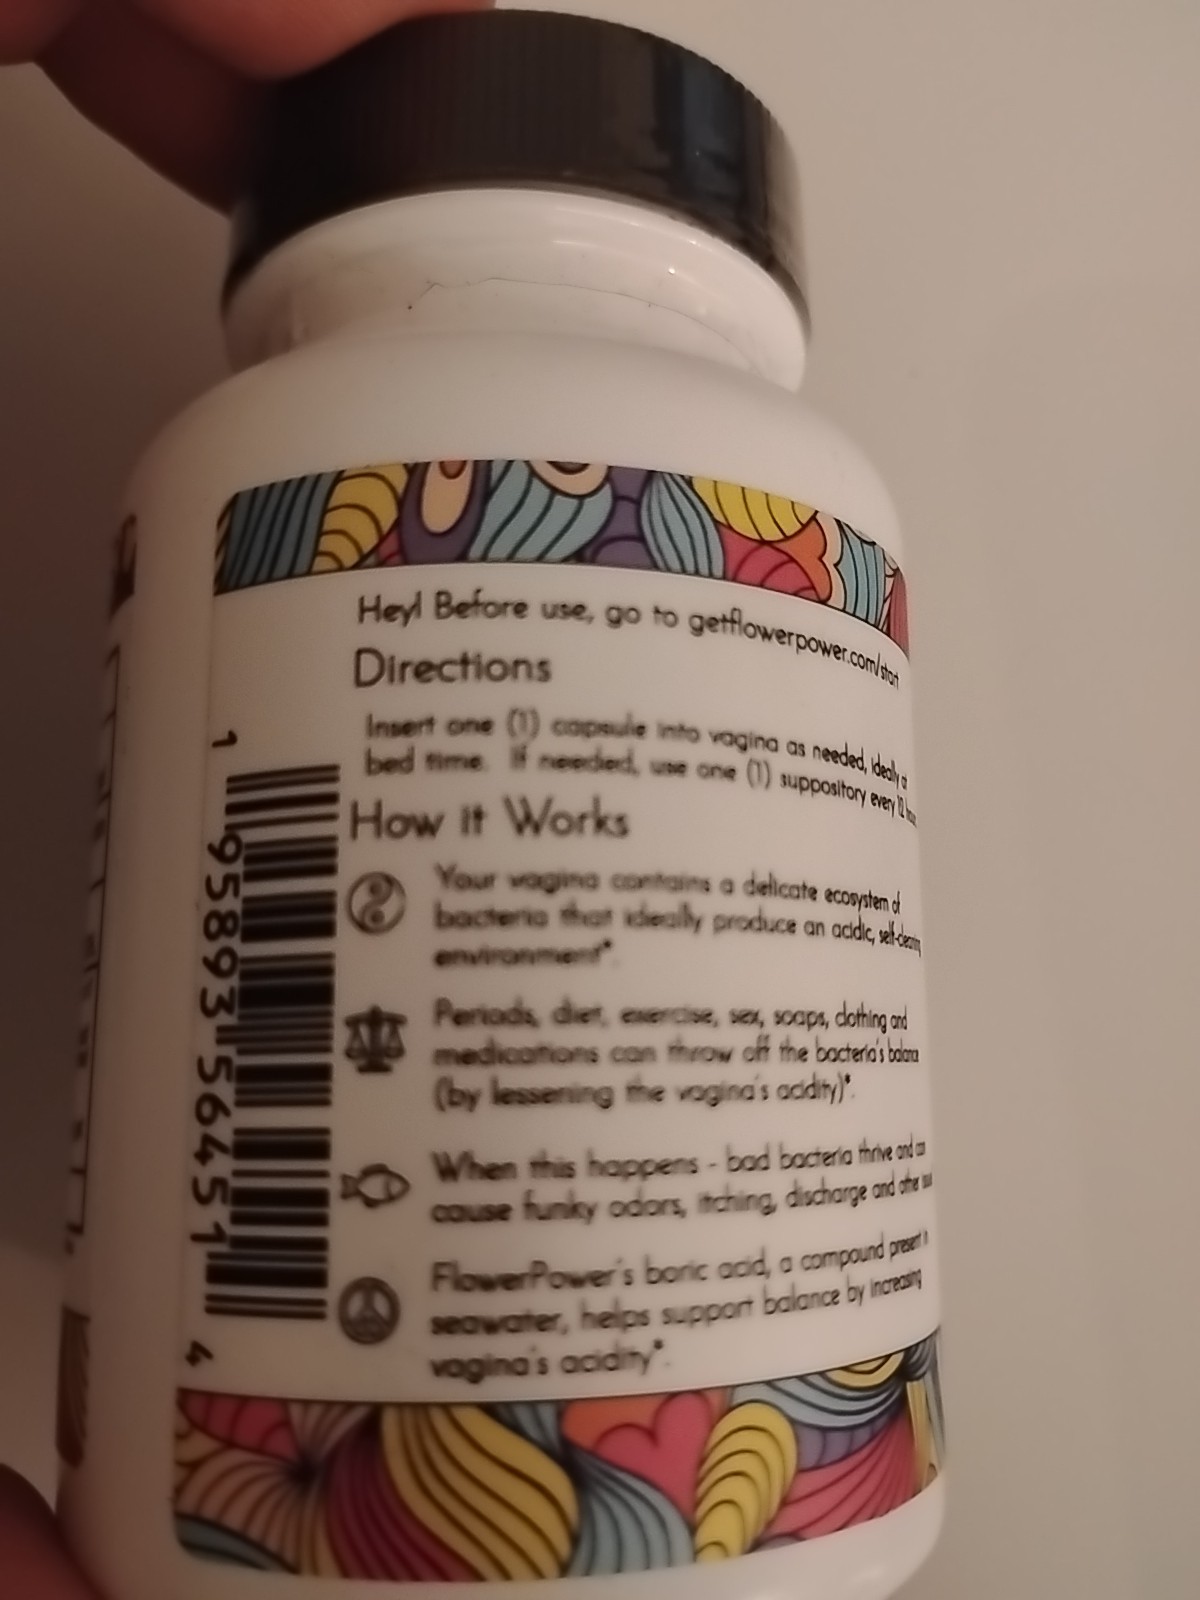 Hey! Before use, go to getflowerpower.com/start
Directions
Insert one (1) capsule into vagina as needed, ideally at
bed time. If needed, use one (1) suppository every 12
How it Works
Your vagina contains a delicate ecosystem of
bacteria that ideally produce an acidic, self-cleaning
environment*.
Periods, diet, exercise, sex, soaps, clothing and
medications can throw off the bacteria's balance
(by lessening the vagina's acidity)*.
When this happens - bad bacteria thrive and can
cause funky odors, itching, discharge and other
FlowerPower's boric acid, a compound present in
seawater, helps support balance by increasing
vagina's acidity*.
1 95893 56451 4